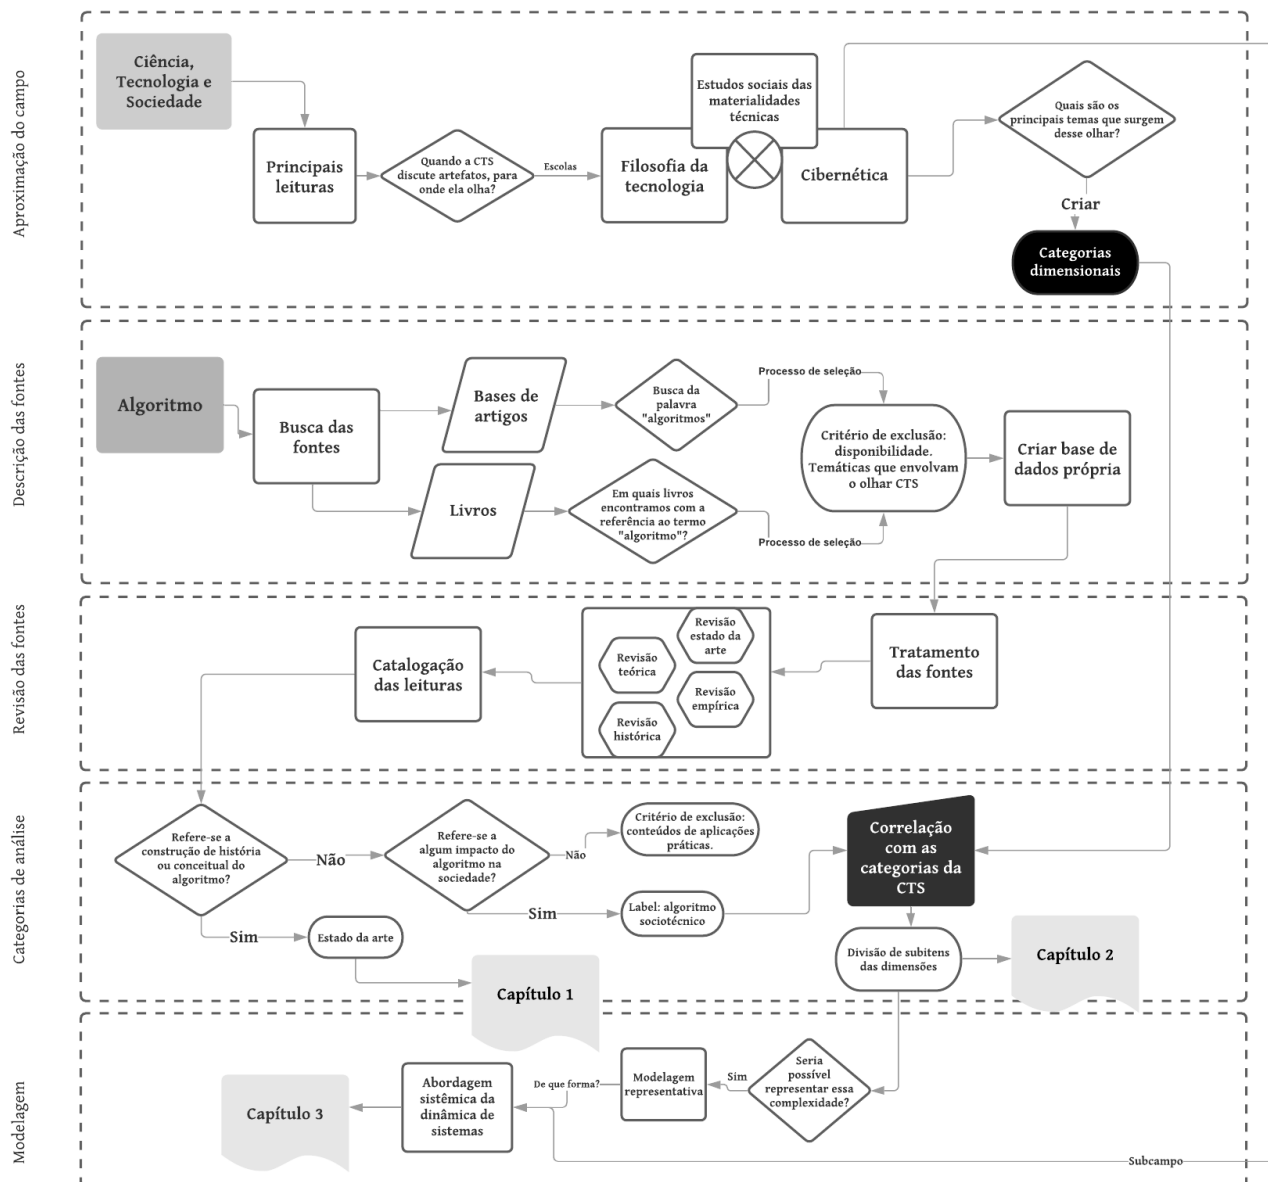 Aproximação do campo
Ciência,
Tecnologia e
Sociedade
Principais
leituras
Quando a CTS
discute artefatos, para
onde ela olha?
Escolas
Estudos sociais das
materialidades
técnicas
Filosofia da
tecnologia
Cibernética
Quais são os
principais temas que surgem
desse olhar?
Criar
Categorias
dimensionais
Descrição das fontes
Algoritmo
Busca das
fontes
Bases de
artigos
Livros
Busca da
palavra
"algoritmos"
Em quais livros
encontramos com a
referência ao termo
"algoritmo"?
Processo de seleção
Processo de seleção
Critério de exclusão:
disponibilidade.
Temáticas que envolvam
o olhar CTS
Criar base de
dados própria
Revisão das fontes
Tratamento
das fontes
Revisão
estado da
arte
Revisão
teórica
Revisão
empírica
Revisão
histórica
Catalogação
das leituras
Categorias de análise
Refere-se a
construção de história
ou conceitual do
algoritmo?
Não
Refere-se a
algum impacto do
algoritmo na
sociedade?
Não
Critério de exclusão:
conteúdos de aplicações
práticas.
Sim
Label: algoritmo
sociotécnico
Sim
Estado da arte
Capítulo 1
Correlação
com as
categorias da
CTS
Divisão de subitens
das dimensões
Capítulo 2
Modelagem
Seria
possível
representar essa
complexidade?
Sim
Modelagem
representativa
De que forma?
Abordagem
sistêmica da
dinâmica de
sistemas
Capítulo 3
Subcampo